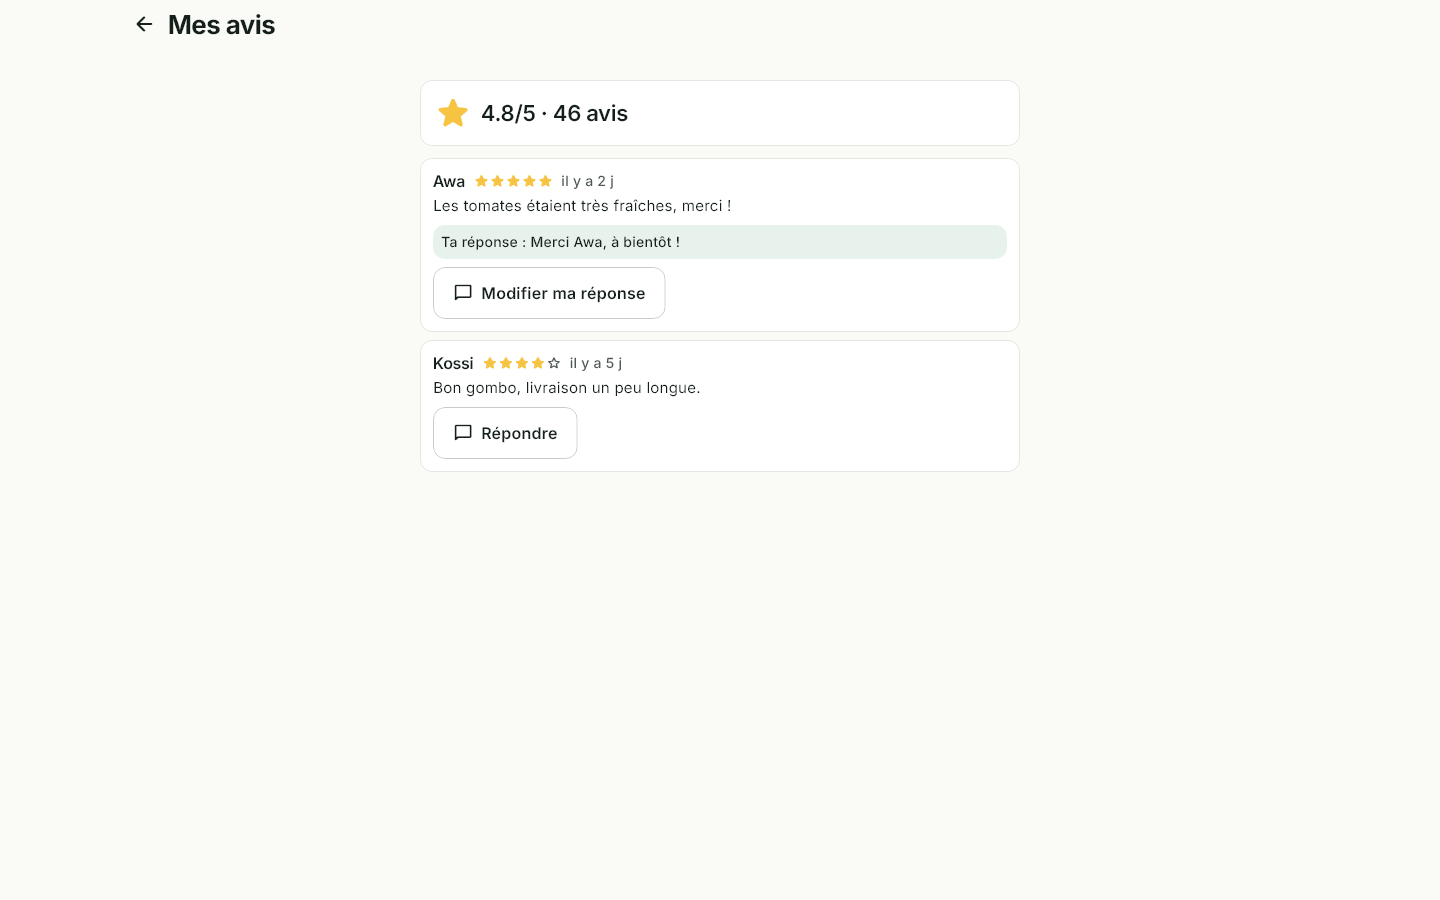 Mes avis
4.8/5 · 46 avis
Awa il y a 2 j
Les tomates étaient très fraîches, merci !
Ta réponse : Merci Awa, à bientôt !
Modifier ma réponse
Kossi il y a 5 j
Bon gombo, livraison un peu longue.
Répondre